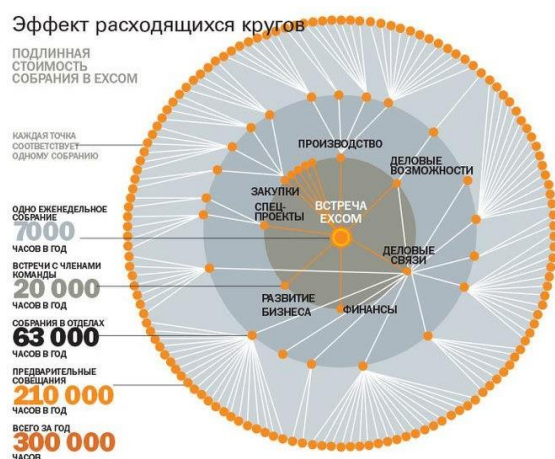 Эффект расходящихся кругов
ПОДЛИННАЯ
СТОИМОСТЬ
СОБРАНИЯ В EXCOM
КАЖДАЯ ТОЧКА
СООТВЕТСТВУЕТ
ОДНОМУ СОБРАНИЮ
ОДНО ЕЖЕНЕДЕЛЬНОЕ
СОБРАНИЕ
7000
ЧАСОВ В ГОД
ВСТРЕЧИ С ЧЛЕНАМИ
КОМАНДЫ
20 000
ЧАСОВ В ГОД
СОБРАНИЯ В ОТДЕЛАХ
63 000
ЧАСОВ В ГОД
ПРЕДВАРИТЕЛЬНЫЕ
СОВЕЩАНИЯ
210 000
ЧАСОВ В ГОД
ВСЕГО ЗА ГОД
300 000
ЧАСОВ
ПРОИЗВОДСТВО
ДЕЛОВЫЕ
ВОЗМОЖНОСТИ
ЗАКУПКИ
СПЕЦ-
ПРОЕКТЫ
ВСТРЕЧА
EXCOM
ДЕЛОВЫЕ
СВЯЗИ
РАЗВИТИЕ
БИЗНЕСА
ФИНАНСЫ